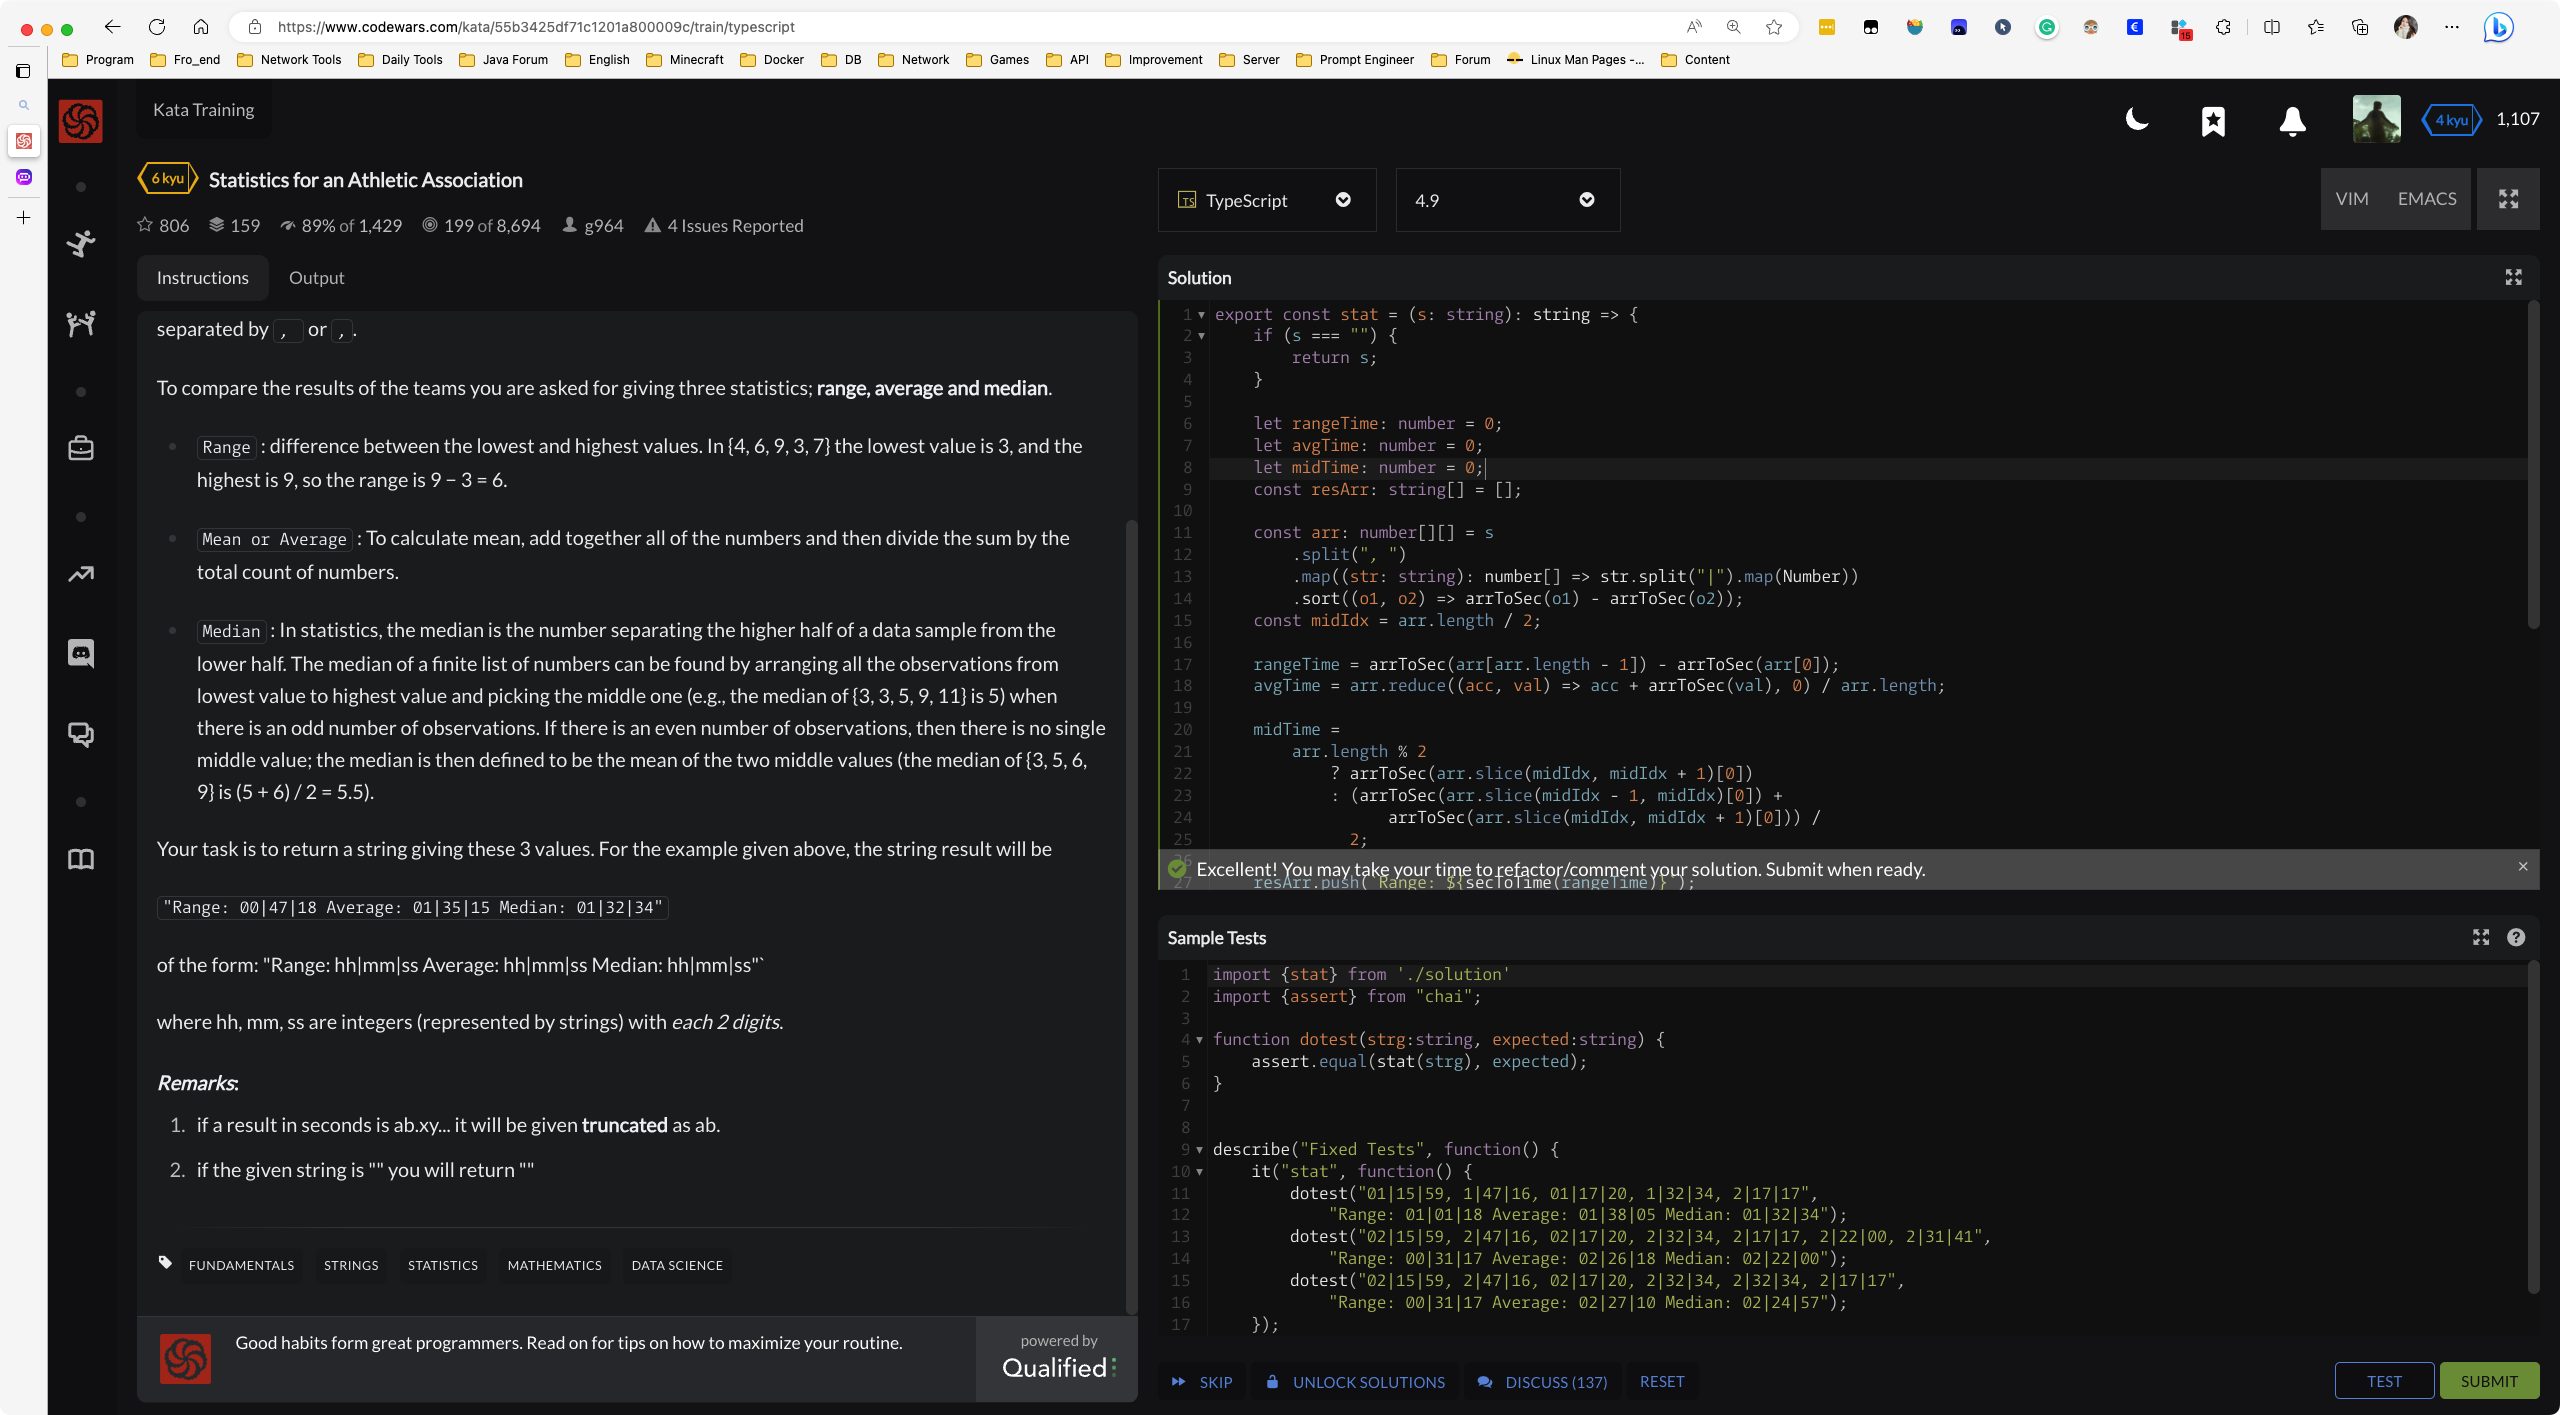 https://www.codewars.com/kata/55b3425df71c1201a800009c/train/typescript
15
Program Fro_end Network Tools Daily Tools Java Forum English Minecraft Docker DB Network Games API Improvement Server Prompt Engineer Forum Linux Man Pages -... Content
Kata Training
4 kyu 1,107
6 kyu Statistics for an Athletic Association
806 159 89% of 1,429 199 of 8,694 g964 4 Issues Reported
Instructions Output
separated by , or ,.
To compare the results of the teams you are asked for giving three statistics; range, average and median.
Range : difference between the lowest and highest values. In {4, 6, 9, 3, 7} the lowest value is 3, and the
highest is 9, so the range is 9 − 3 = 6.
Mean or Average : To calculate mean, add together all of the numbers and then divide the sum by the
total count of numbers.
Median : In statistics, the median is the number separating the higher half of a data sample from the
lower half. The median of a finite list of numbers can be found by arranging all the observations from
lowest value to highest value and picking the middle one (e.g., the median of {3, 3, 5, 9, 11} is 5) when
there is an odd number of observations. If there is an even number of observations, then there is no single
middle value; the median is then defined to be the mean of the two middle values (the median of {3, 5, 6,
9} is (5 + 6) / 2 = 5.5).
Your task is to return a string giving these 3 values. For the example given above, the string result will be
"Range: 00|47|18 Average: 01|35|15 Median: 01|32|34"
of the form: "Range: hh|mm|ss Average: hh|mm|ss Median: hh|mm|ss"`
where hh, mm, ss are integers (represented by strings) with each 2 digits.
Remarks:
1. if a result in seconds is ab.xy... it will be given truncated as ab.
2. if the given string is "" you will return ""
FUNDAMENTALS STRINGS STATISTICS MATHEMATICS DATA SCIENCE
Good habits form great programmers. Read on for tips on how to maximize your routine.
powered by
Qualified
TS TypeScript 4.9 VIM EMACS
Solution
1 export const stat = (s: string): string => {
2 if (s === "") {
3 return s;
4 }
5
6 let rangeTime: number = 0;
7 let avgTime: number = 0;
8 let midTime: number = 0;
9 const resArr: string[] = [];
10
11 const arr: number[][] = s
12 .split(", ")
13 .map((str: string): number[] => str.split("|").map(Number))
14 .sort((o1, o2) => arrToSec(o1) - arrToSec(o2));
15 const midIdx = arr.length / 2;
16
17 rangeTime = arrToSec(arr[arr.length - 1]) - arrToSec(arr[0]);
18 avgTime = arr.reduce((acc, val) => acc + arrToSec(val), 0) / arr.length;
19
20 midTime =
21 arr.length % 2
22 ? arrToSec(arr.slice(midIdx, midIdx + 1)[0])
23 : (arrToSec(arr.slice(midIdx - 1, midIdx)[0]) +
24 arrToSec(arr.slice(midIdx, midIdx + 1)[0])) /
25 2;
26
Excellent! You may take your time to refactor/comment your solution. Submit when ready.
27 resArr.push(`Range: ${secToTime(rangeTime)}`);
Sample Tests
1 import {stat} from './solution'
2 import {assert} from "chai";
3
4 function dotest(strg:string, expected:string) {
5 assert.equal(stat(strg), expected);
6 }
7
8
9 describe("Fixed Tests", function() {
10 it("stat", function() {
11 dotest("01|15|59, 1|47|16, 01|17|20, 1|32|34, 2|17|17",
12 "Range: 01|01|18 Average: 01|38|05 Median: 01|32|34");
13 dotest("02|15|59, 2|47|16, 02|17|20, 2|32|34, 2|17|17, 2|22|00, 2|31|41",
14 "Range: 00|31|17 Average: 02|26|18 Median: 02|22|00");
15 dotest("02|15|59, 2|47|16, 02|17|20, 2|32|34, 2|32|34, 2|17|17",
16 "Range: 00|31|17 Average: 02|27|10 Median: 02|24|57");
17 });
SKIP UNLOCK SOLUTIONS DISCUSS (137) RESET TEST SUBMIT